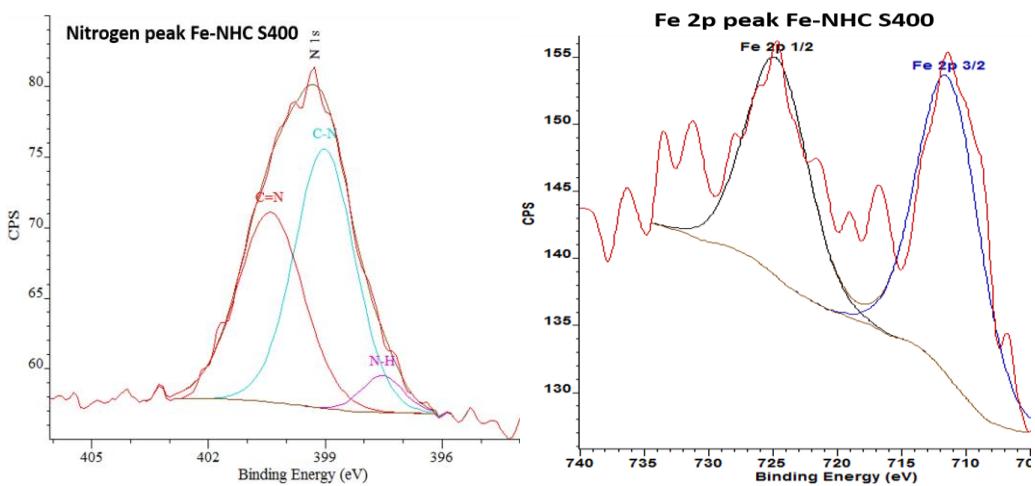 Nitrogen peak Fe-NHC S400
N 1s
C-N
C=N
N-H
CPS
80
75
70
65
60
405
402
399
396
Binding Energy (eV)
Fe 2p peak Fe-NHC S400
Fe 2p 1/2
Fe 2p 3/2
CPS
155
150
145
142
136
130
740
735
730
725
720
715
710
Binding Energy (eV)